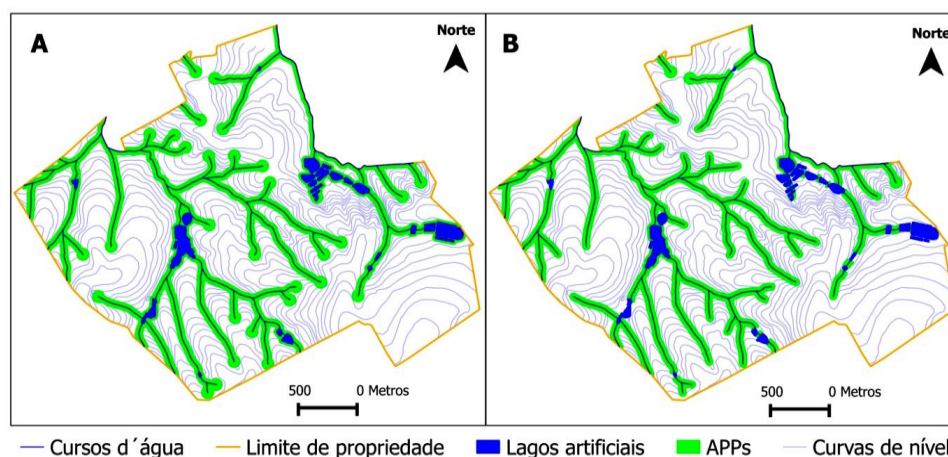 A
Norte
500 0 Metros
B
Norte
500 0 Metros
Cursos d´água Limite de propriedade Lagos artificiais APPs Curvas de nível